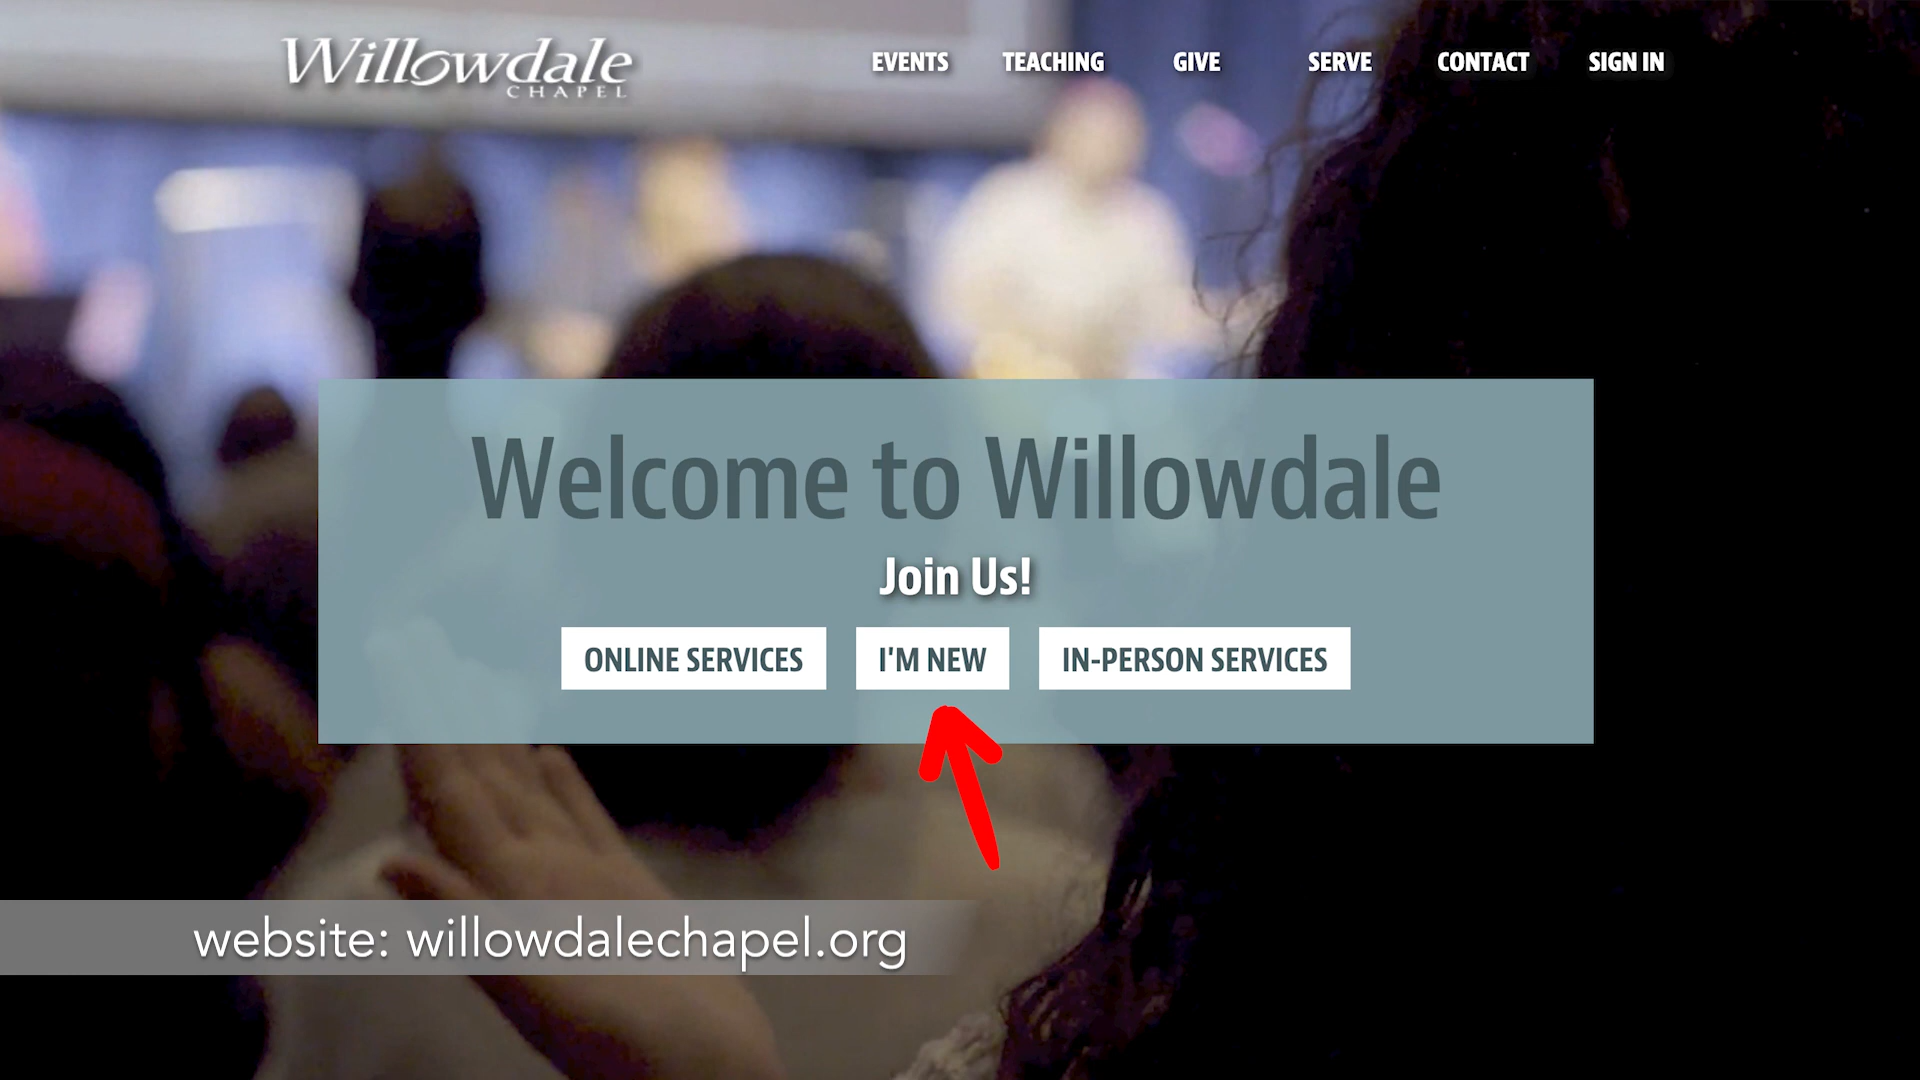 Willowdale
CHAPEL
EVENTS TEACHING GIVE SERVE CONTACT SIGN IN
Welcome to Willowdale
Join Us!
ONLINE SERVICES I'M NEW IN-PERSON SERVICES
website: willowdalechapel.org